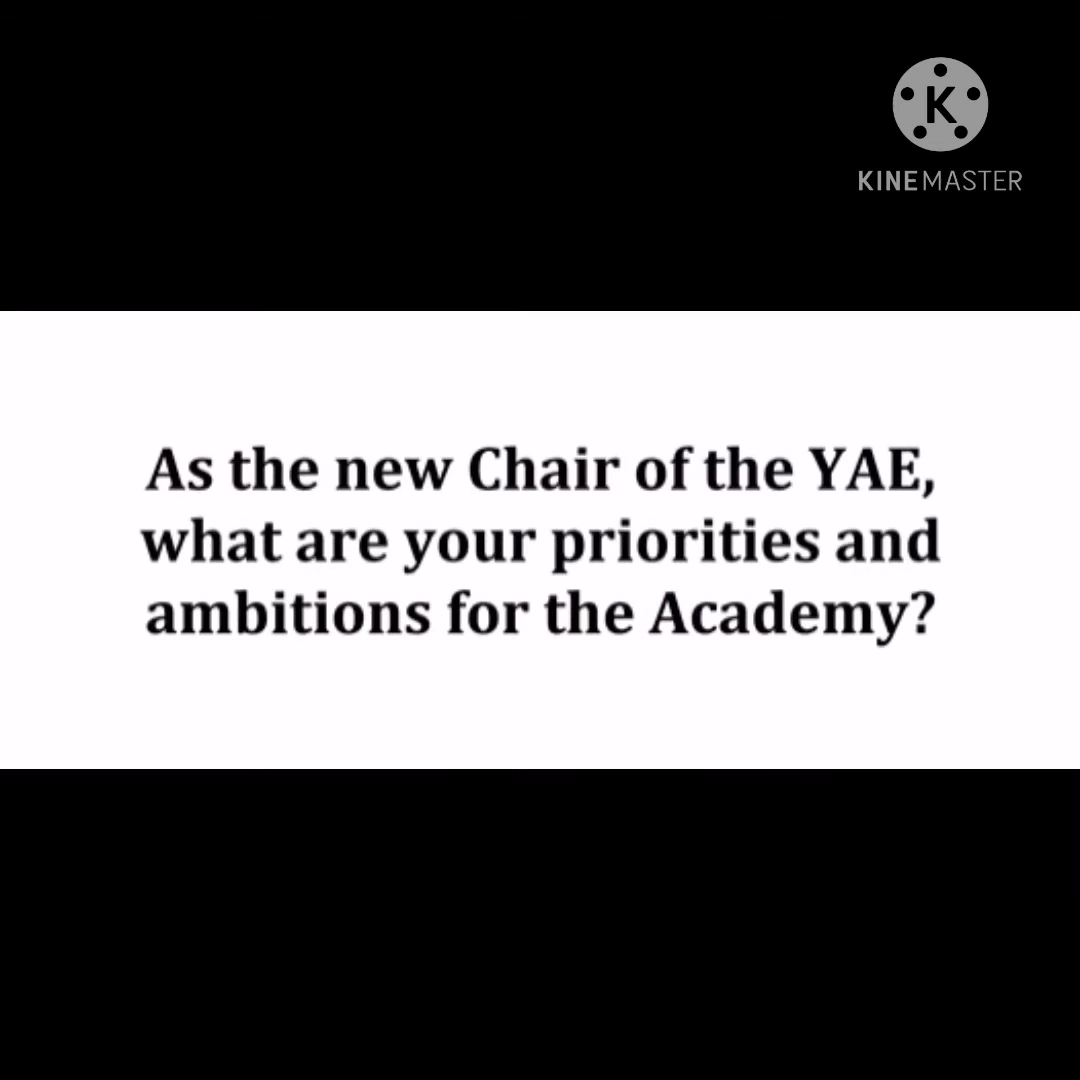 K
KINEMASTER
As the new Chair of the YAE,
what are your priorities and
ambitions for the Academy?